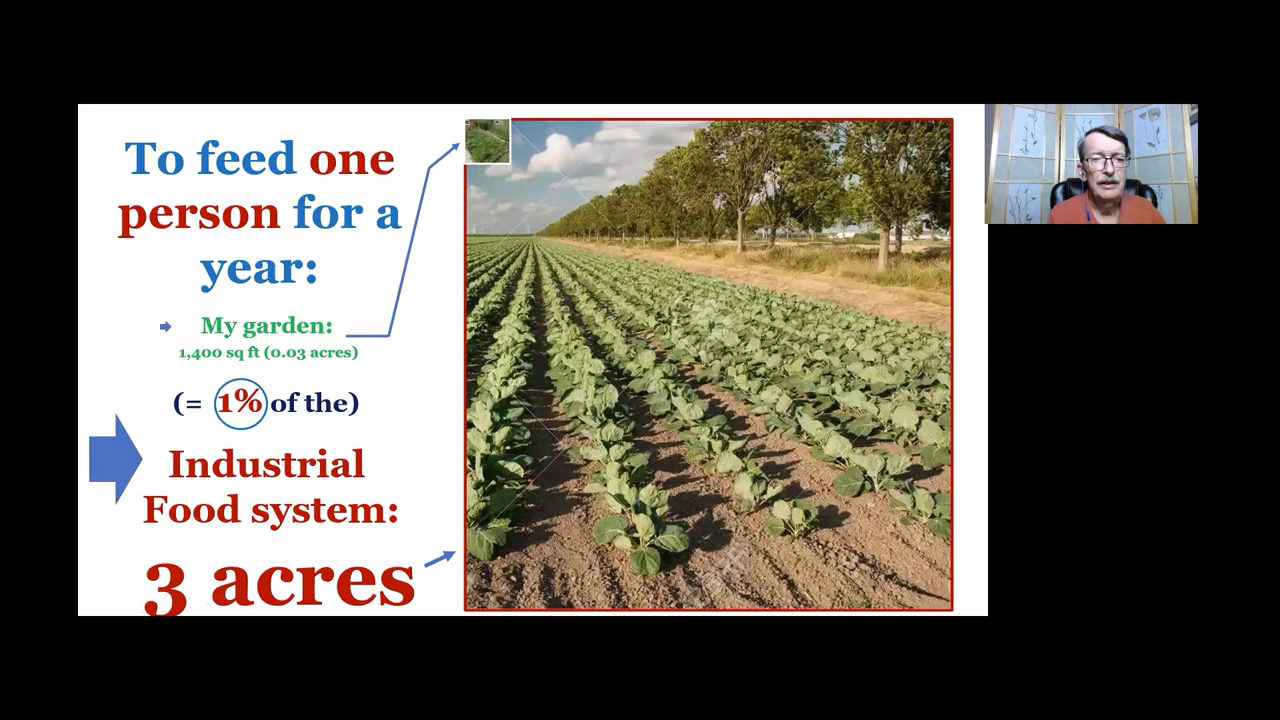 To feed one
person for a
year:
My garden:
1,400 sq ft (0.03 acres)
(= 1% of the)
Industrial
Food system:
3 acres